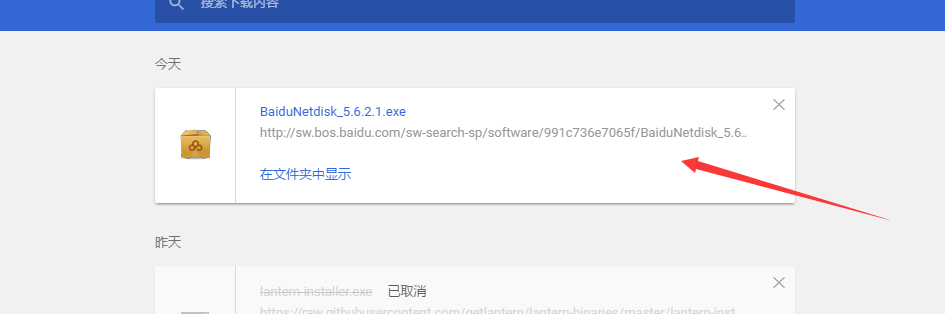 搜索下载内容
今天
BaiduNetdisk_5.6.2.1.exe
http://sw.bos.baidu.com/sw-search-sp/software/991c736e7065f/BaiduNetdisk_5.6..
在文件夹中显示
昨天
lantern-installer.exe 已取消
https://raw.githubusercontent.com/getlantern/lantern-binaries/master/lantern-inst...